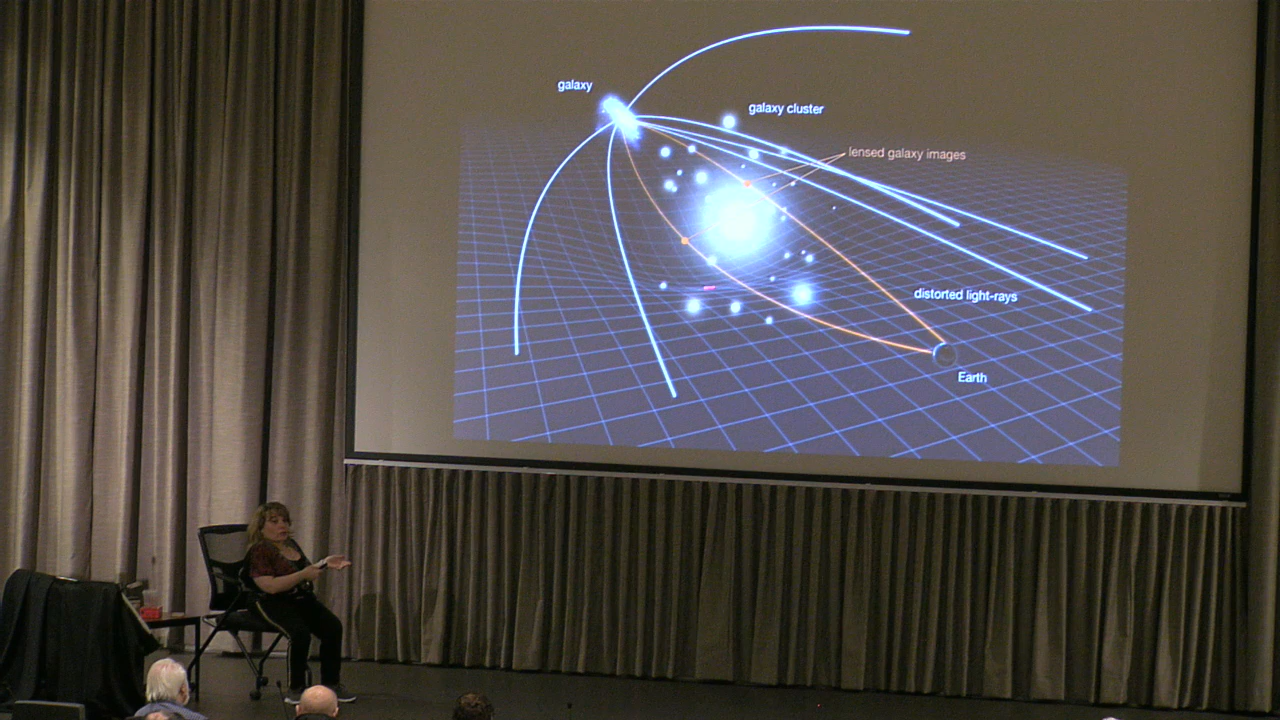 galaxy
galaxy cluster
lensed galaxy images
distorted light-rays
Earth